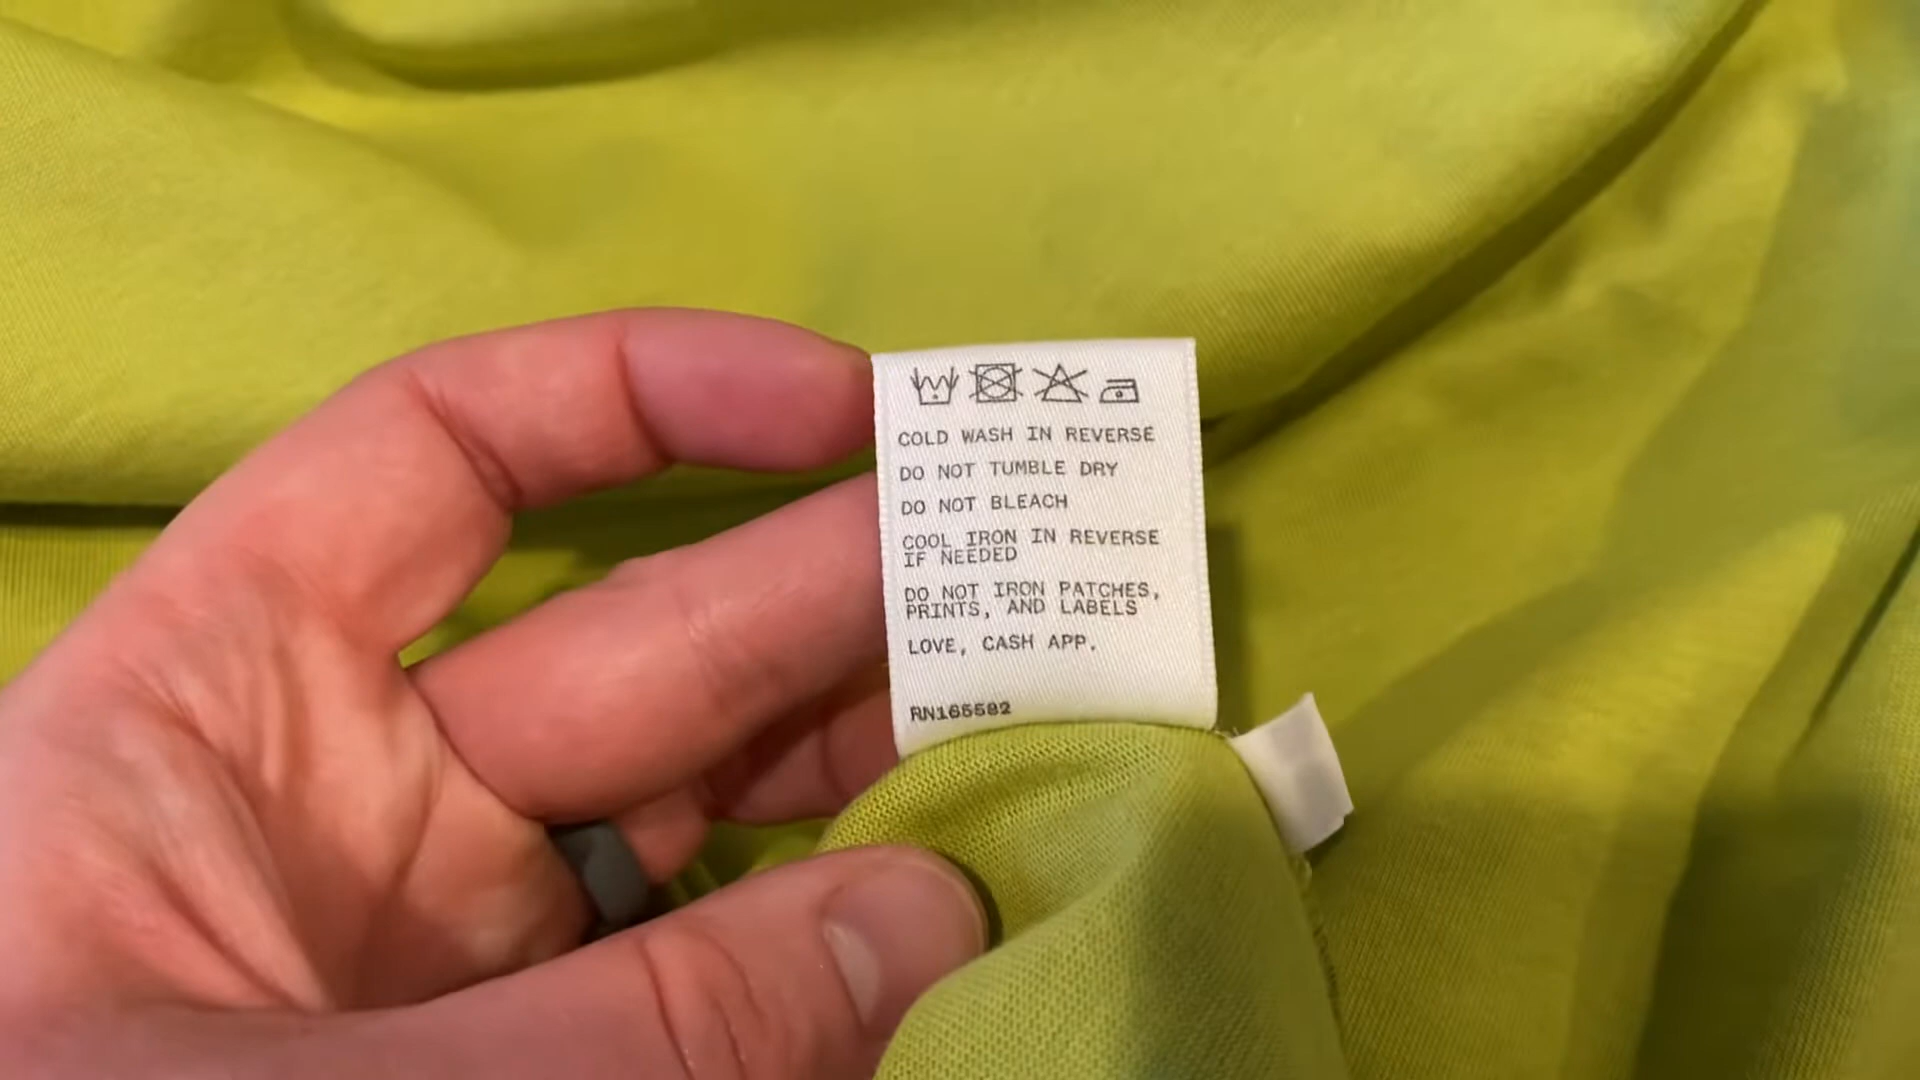 COLD WASH IN REVERSE
DO NOT TUMBLE DRY
DO NOT BLEACH
COOL IRON IN REVERSE
IF NEEDED
DO NOT IRON PATCHES,
PRINTS, AND LABELS
LOVE, CASH APP.
RN165592